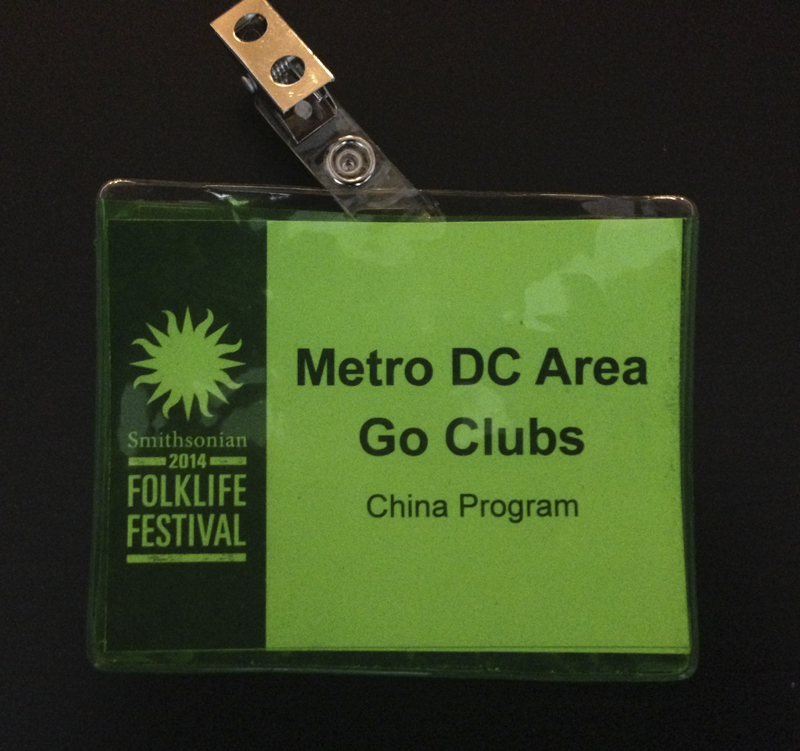 Smithsonian
2014
FOLKLIFE
FESTIVAL
Metro DC Area
Go Clubs
China Program